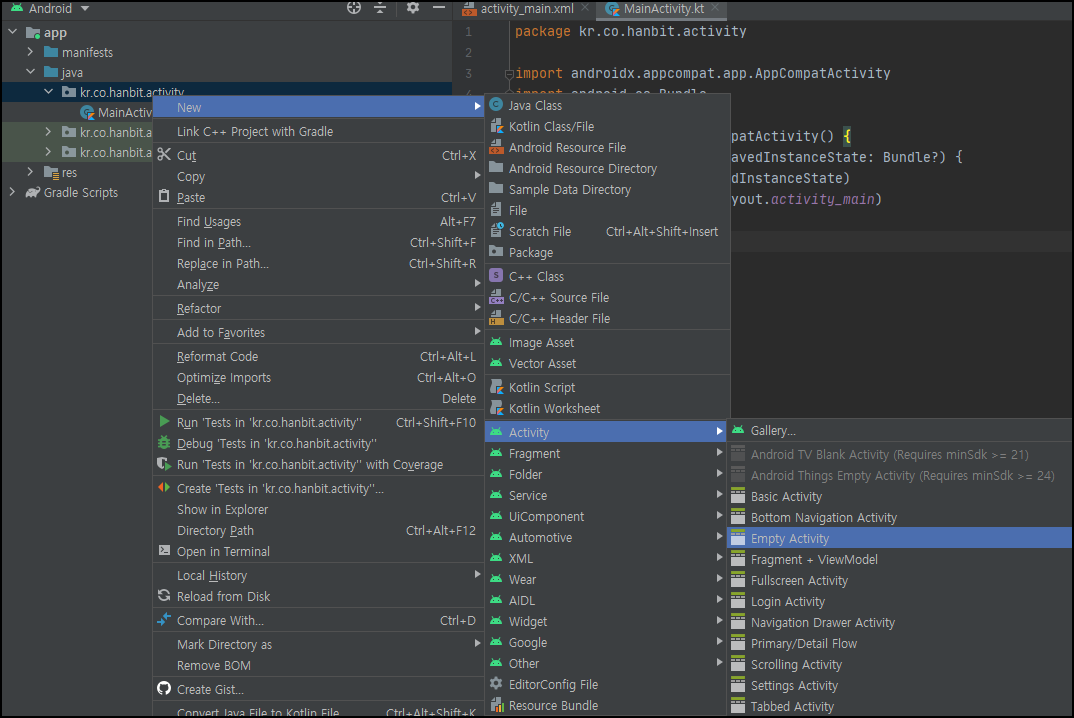 Android
activity_main.xml
MainActivity.kt
app
manifests
java
kr.co.hanbit.activity
MainActiv
kr.co.hanbit.a
kr.co.hanbit.a
res
Gradle Scripts
1
2
3
package kr.co.hanbit.activity
import androidx.appcompat.app.AppCompatActivity
import android.os.Bundle
patActivity() {
avedInstanceState: Bundle?) {
dInstanceState)
yout.activity_main)
New
Link C++ Project with Gradle
Cut Ctrl+X
Copy
Paste Ctrl+V
Find Usages Alt+F7
Find in Path... Ctrl+Shift+F
Replace in Path... Ctrl+Shift+R
Analyze
Refactor
Add to Favorites
Reformat Code Ctrl+Alt+L
Optimize Imports Ctrl+Alt+O
Delete... Delete
Run 'Tests in 'kr.co.hanbit.activity'' Ctrl+Shift+F10
Debug 'Tests in 'kr.co.hanbit.activity''
Run 'Tests in 'kr.co.hanbit.activity'' with Coverage
Create 'Tests in 'kr.co.hanbit.activity''...
Show in Explorer
Directory Path Ctrl+Alt+F12
Open in Terminal
Local History
Reload from Disk
Compare With... Ctrl+D
Mark Directory as
Remove BOM
Create Gist...
Convert Java File to Kotlin File Ctrl+Alt+Shift+K
Java Class
Kotlin Class/File
Android Resource File
Android Resource Directory
Sample Data Directory
File
Scratch File Ctrl+Alt+Shift+Insert
Package
C++ Class
C/C++ Source File
C/C++ Header File
Image Asset
Vector Asset
Kotlin Script
Kotlin Worksheet
Activity
Fragment
Folder
Service
UiComponent
Automotive
XML
Wear
AIDL
Widget
Google
Other
EditorConfig File
Resource Bundle
Gallery...
Android TV Blank Activity (Requires minSdk >= 21)
Android Things Empty Activity (Requires minSdk >= 24)
Basic Activity
Bottom Navigation Activity
Empty Activity
Fragment + ViewModel
Fullscreen Activity
Login Activity
Navigation Drawer Activity
Primary/Detail Flow
Scrolling Activity
Settings Activity
Tabbed Activity